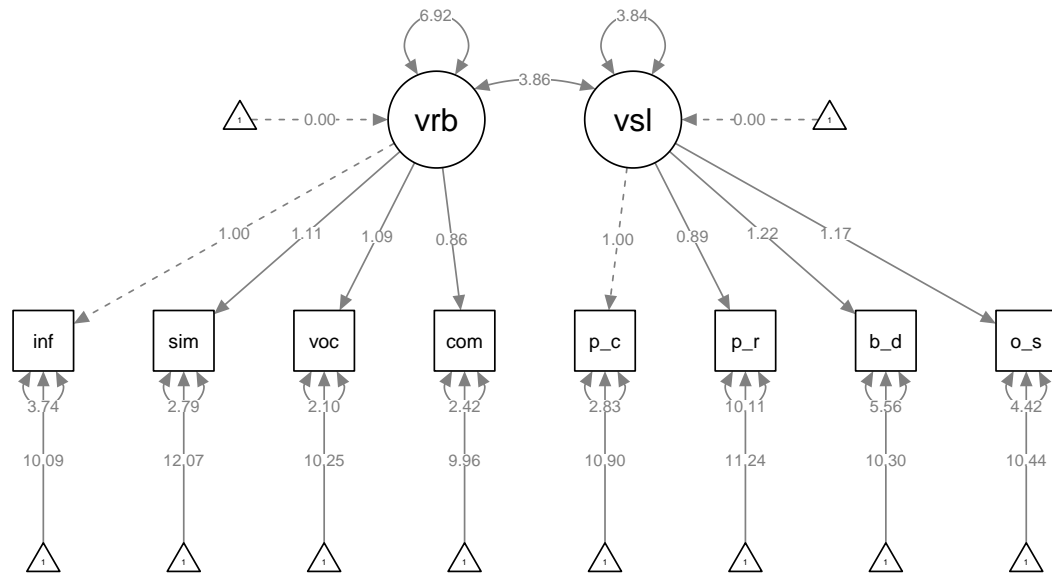 6.92 3.84
3.86
1 0.00 vrb vsl 0.00 1
1.00 1.11 1.09 0.86 1.00 0.89 1.22 1.17
inf sim voc com p_c p_r b_d o_s
3.74 2.79 2.10 2.42 2.83 10.11 5.56 4.42
10.09 12.07 10.25 9.96 10.90 11.24 10.30 10.44
1 1 1 1 1 1 1 1